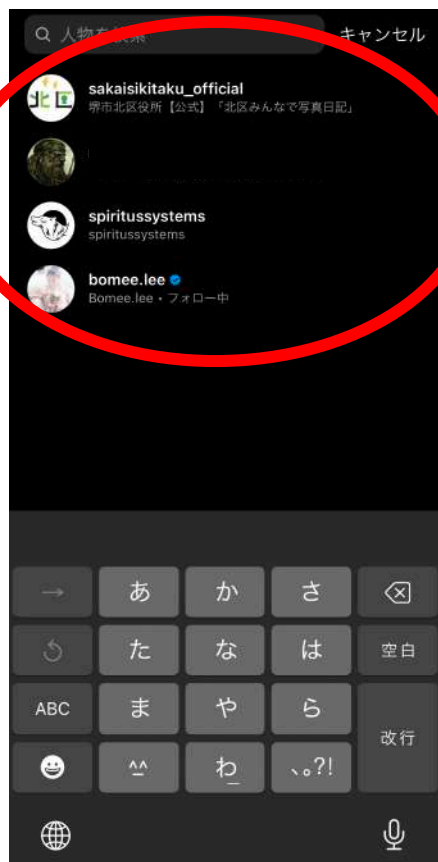 人物を検索 キャンセル
sakaisikitaku_official
堺市北区役所【公式】「北区みんなで写真日記」
spiritussystems
spiritussystems
bomee.lee
Bomee.lee • フォロー中
→ あ か さ
た な は 空白
ABC ま や ら
改行
^^ わ_ 、。?!